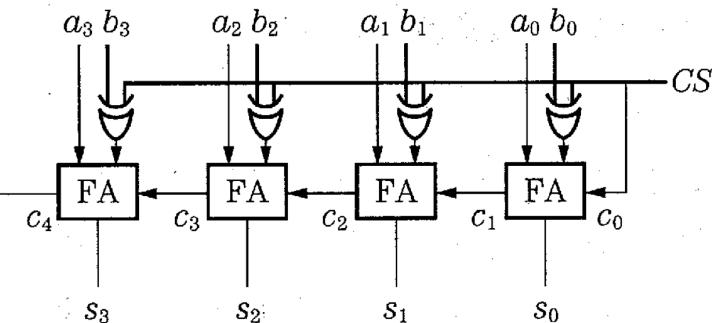 a3 b3 a2 b2 a1 b1 a0 b0
CS
FA FA FA FA
c4 c3 c2 c1 c0
s3 s2 s1 s0